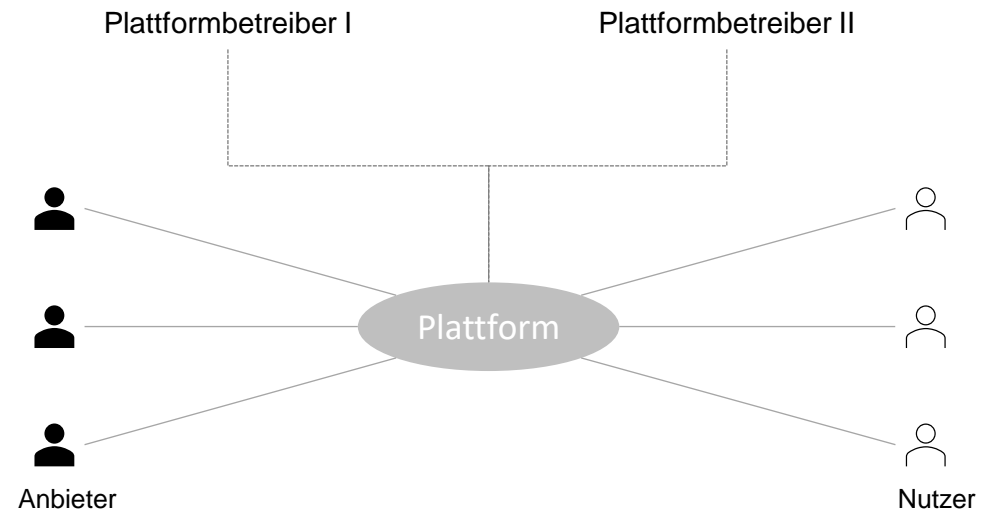 Plattformbetreiber I
Plattformbetreiber II
Plattform
Anbieter
Nutzer